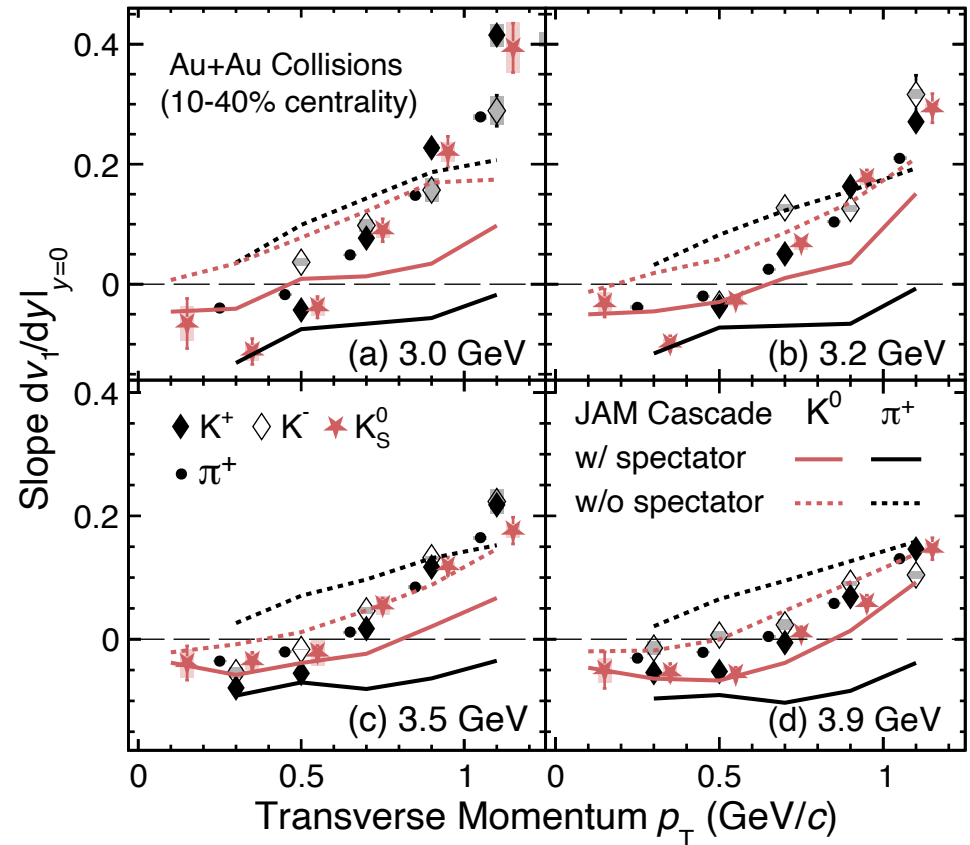 Slope dv₁/dy|y=0
0.4
0.2
0
Au+Au Collisions
(10-40% centrality)
(a) 3.0 GeV
(b) 3.2 GeV
0.4
0.2
0
K⁺ K⁻ K⁰S
π⁺
(c) 3.5 GeV
JAM Cascade K⁰ π⁺
w/ spectator
w/o spectator
(d) 3.9 GeV
0 0.5 1 0 0.5 1
Transverse Momentum pT (GeV/c)